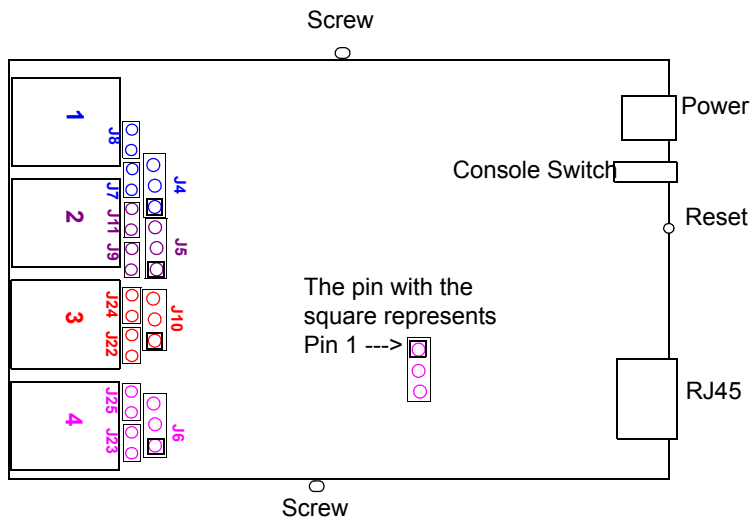 Screw
Power
1
J8
J4
J7
Console Switch
2
J11
J5
J9
Reset
The pin with the
square represents
Pin 1 --->
3
J24
J10
J22
RJ45
4
J25
J6
J23
Screw